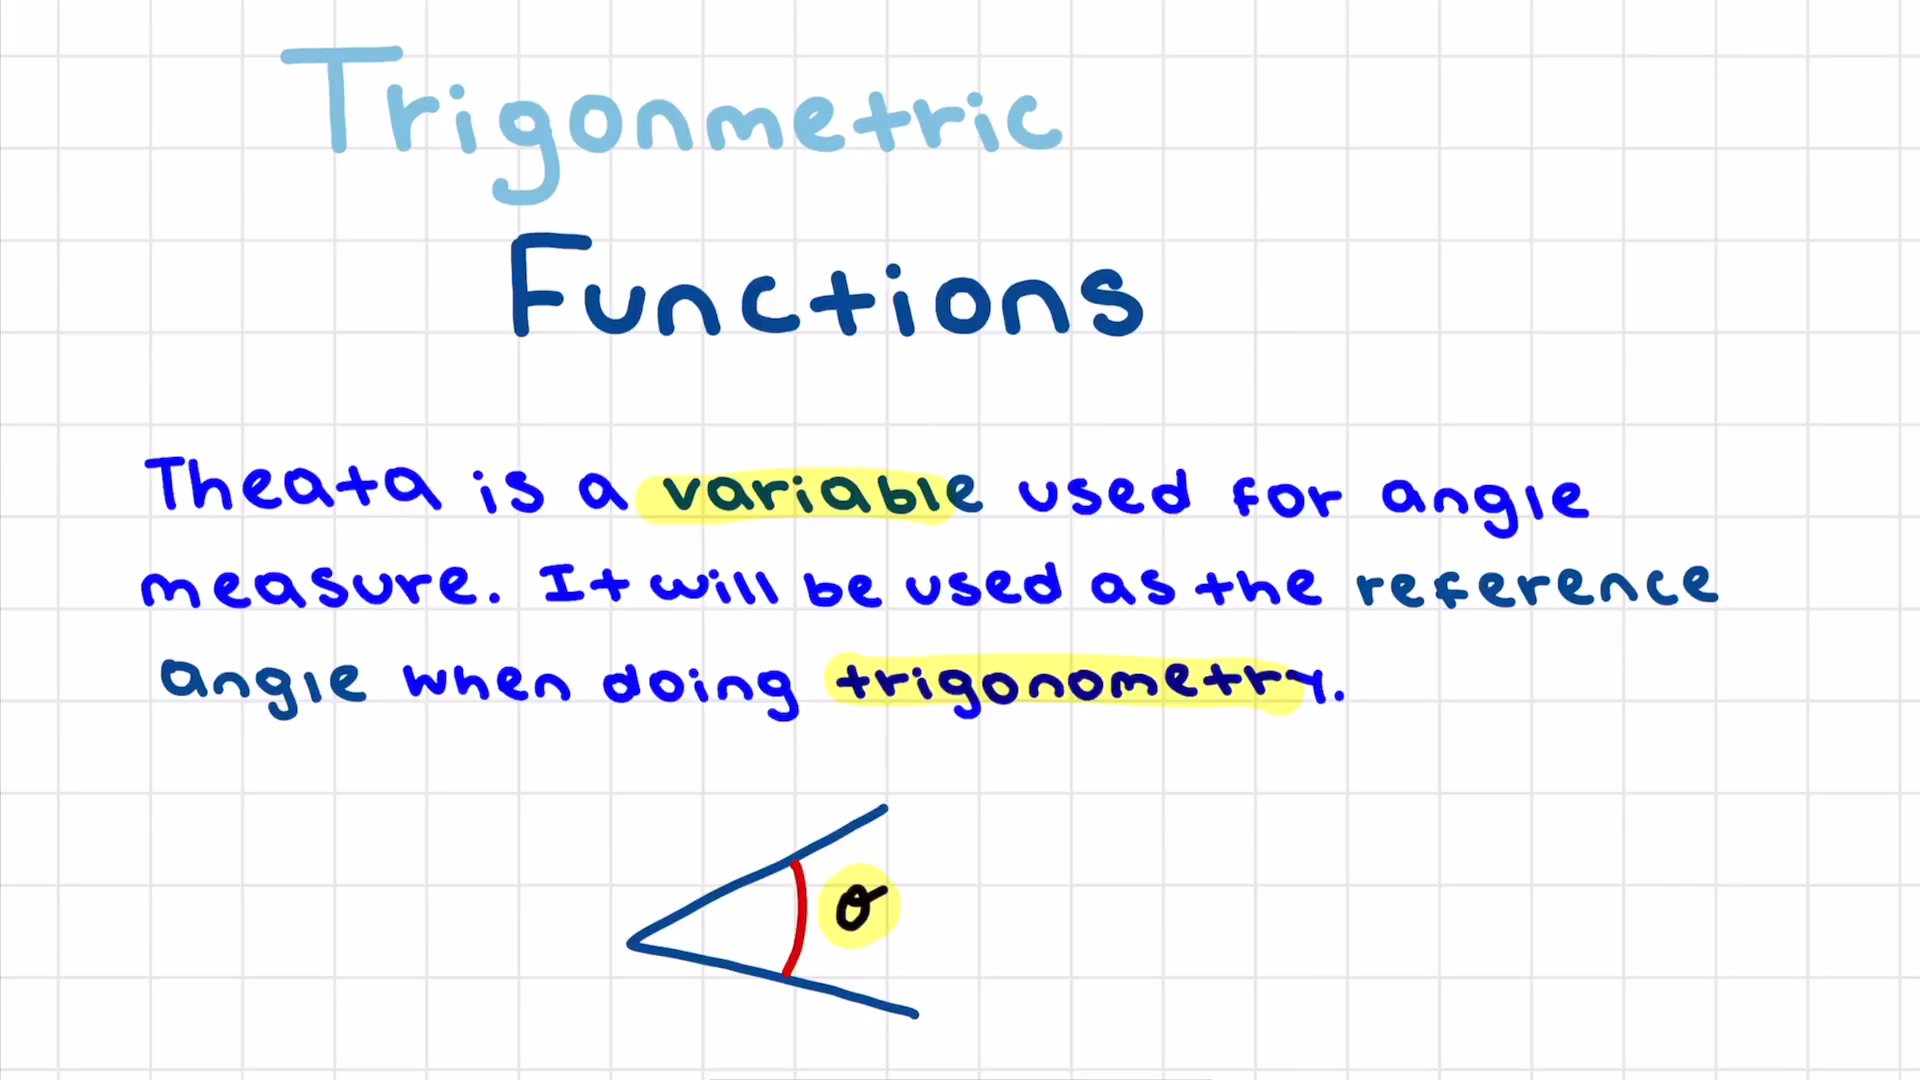 Trigonmetric
Functions
Theata is a variable used for angle
measure. It will be used as the reference
angle when doing trigonometry.
σ